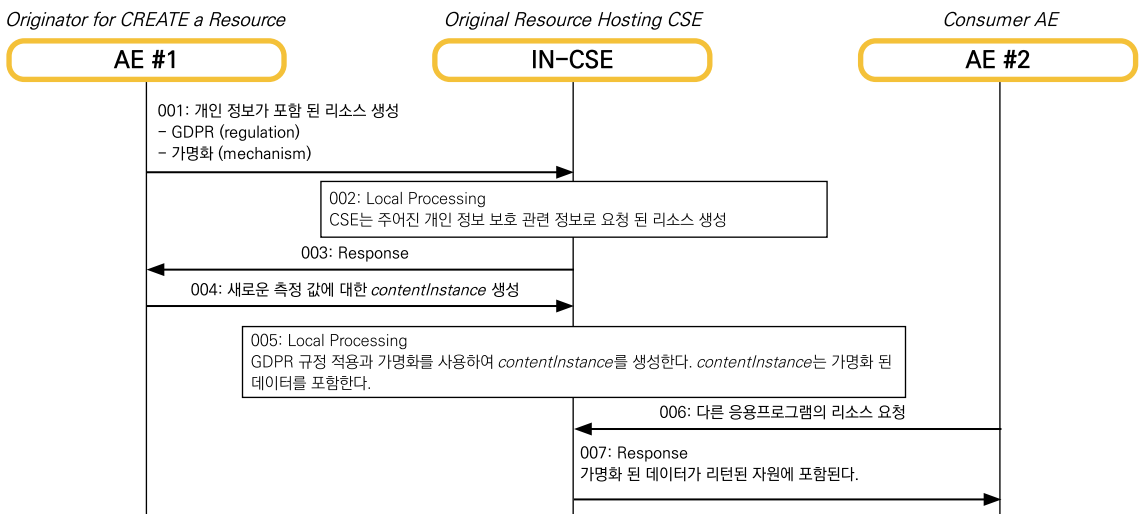 Originator for CREATE a Resource
Original Resource Hosting CSE
Consumer AE
AE #1
IN-CSE
AE #2
001: 개인 정보가 포함 된 리소스 생성
- GDPR (regulation)
- 가명화 (mechanism)
002: Local Processing
CSE는 주어진 개인 정보 보호 관련 정보로 요청 된 리소스 생성
003: Response
004: 새로운 측정 값에 대한 contentInstance 생성
005: Local Processing
GDPR 규정 적용과 가명화를 사용하여 contentInstance를 생성한다. contentInstance는 가명화 된
데이터를 포함한다.
006: 다른 응용프로그램의 리소스 요청
007: Response
가명화 된 데이터가 리턴된 자원에 포함된다.